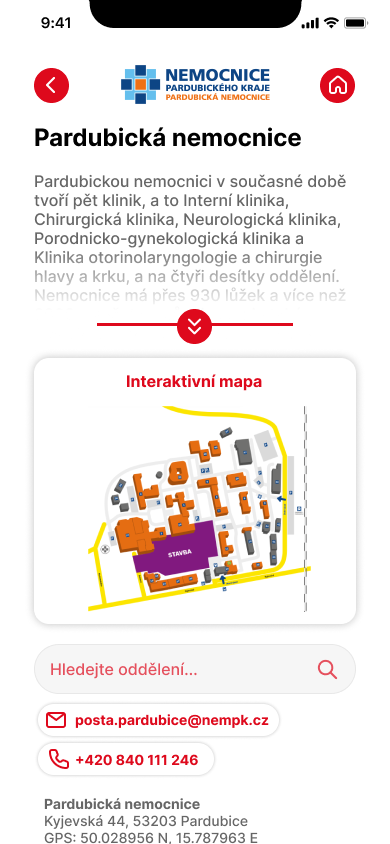 9:41
NEMOCNICE
PARDUBICKÉHO KRAJE
PARDUBICKÁ NEMOCNICE
Pardubická nemocnice
Pardubickou nemocnici v současné době
tvoří pět klinik, a to Interní klinika,
Chirurgická klinika, Neurologická klinika,
Porodnicko-gynekologická klinika a
Klinika otorinolaryngologie a chirurgie
hlavy a krku, a na čtyři desítky oddělení.
Nemocnice má přes 930 lůžek a více než
Interaktivní mapa
STAVBA
Hledejte oddělení...
posta.pardubice@nempk.cz
+420 840 111 246
Pardubická nemocnice
Kyjevská 44, 53203 Pardubice
GPS: 50.028956 N, 15.787963 E